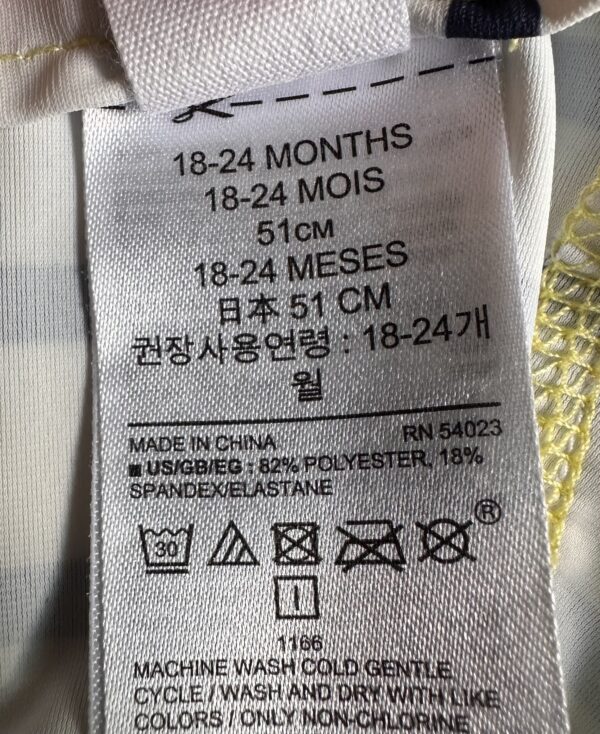 18-24 MONTHS
18-24 MOIS
51CM
18-24 MESES
日本 51 CM
권장사용연령 : 18-24개
월
MADE IN CHINA RN 54023
■ US/GB/EG : 82% POLYESTER, 18%
SPANDEX/ELASTANE
30
®
1166
MACHINE WASH COLD GENTLE
CYCLE / WASH AND DRY WITH LIKE
COLORS / ONLY NON-CHLORINE